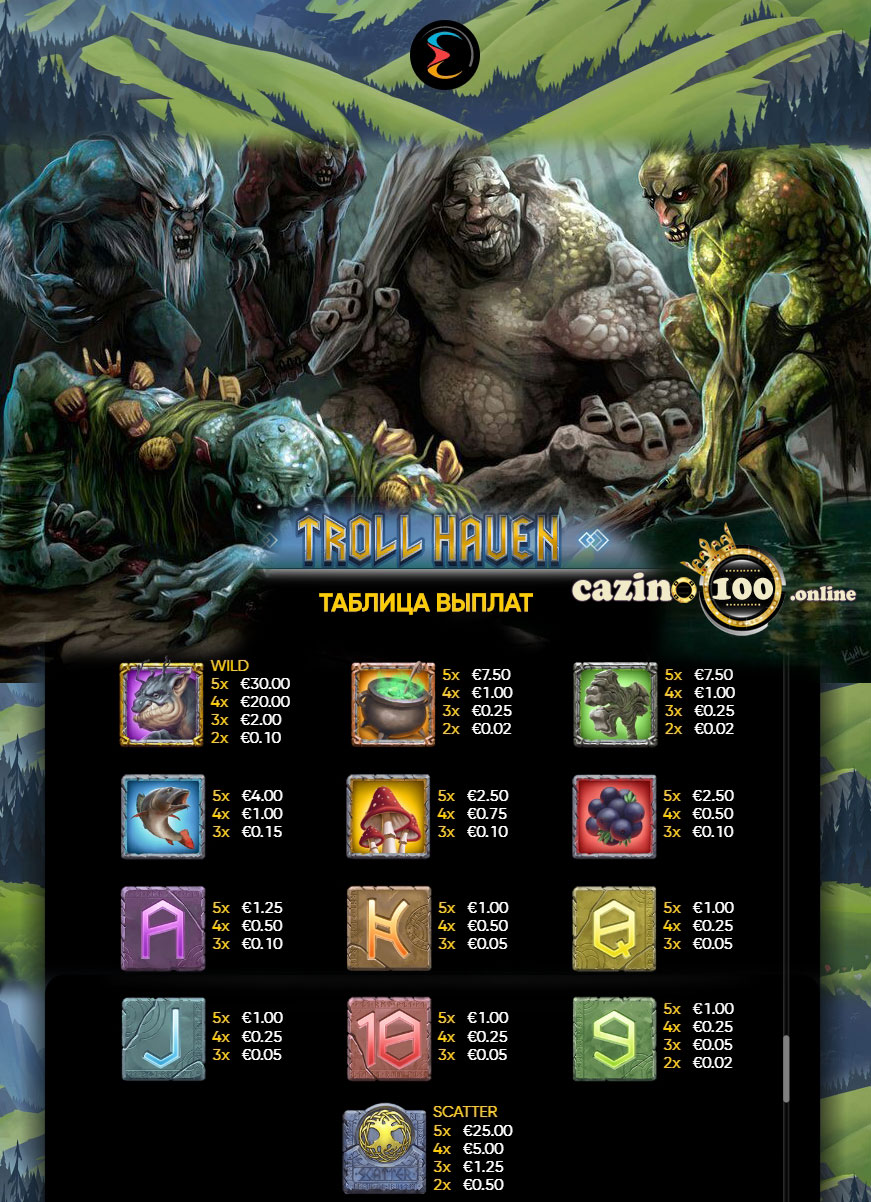 TROLL HAVEN
cazino 100 .online
ТАБЛИЦА ВЫПЛАТ
WILD
5x €30.00
4x €20.00
3x €2.00
2x €0.10
5x €7.50
4x €1.00
3x €0.25
2x €0.02
5x €7.50
4x €1.00
3x €0.25
2x €0.02
5x €4.00
4x €1.00
3x €0.15
5x €2.50
4x €0.75
3x €0.10
5x €2.50
4x €0.50
3x €0.10
A
5x €1.25
4x €0.50
3x €0.10
K
5x €1.00
4x €0.50
3x €0.05
Q
5x €1.00
4x €0.25
3x €0.05
J
5x €1.00
4x €0.25
3x €0.05
10
5x €1.00
4x €0.25
3x €0.05
9
5x €1.00
4x €0.25
3x €0.05
2x €0.02
SCATTER
SCATTER
5x €25.00
4x €5.00
3x €1.25
2x €0.50